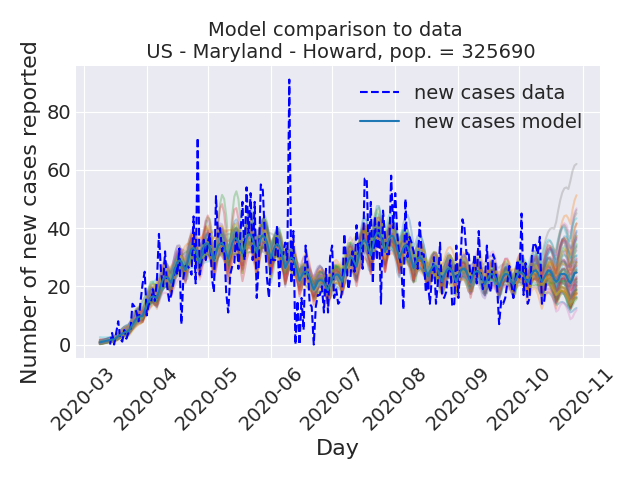 Model comparison to data
US - Maryland - Howard, pop. = 325690
Number of new cases reported
80
60
40
20
0
new cases data
new cases model
2020-03
2020-04
2020-05
2020-06
2020-07
2020-08
2020-09
2020-10
2020-11
Day